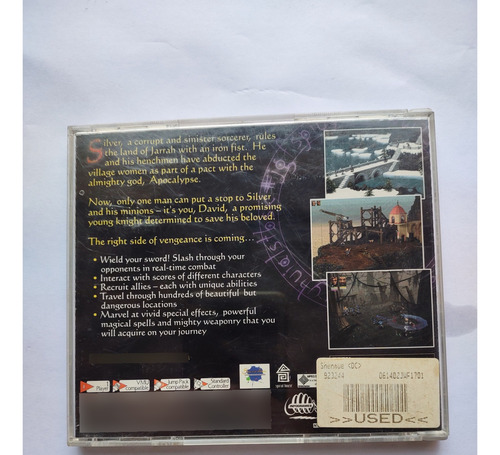 Silver, a corrupt and sinister sorcerer, rules
the land of Jarrah with an iron fist. He
and his henchmen have abducted the
village women as part of a pact with the
almighty god, Apocalypse.
Now, only one man can put a stop to Silver
and his minions – it's you, David, a promising
young knight determined to save his beloved.
The right side of vengeance is coming...
• Wield your sword! Slash through your
opponents in real-time combat
• Interact with scores of different characters
• Recruit allies – each with unique abilities
• Travel through hundreds of beautiful but
dangerous locations
• Marvel at vivid special effects, powerful
magical spells and mighty weaponry that you
will acquire on your journey
Player
VMU
Compatible
Jump Pack
Compatible
Standard
Controller
>>USED<<